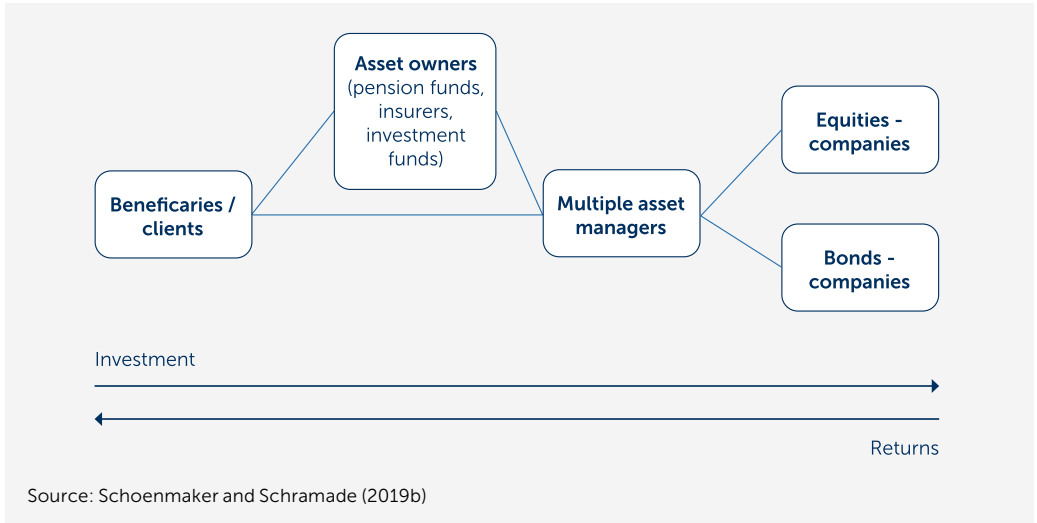 Asset owners
(pension funds,
insurers,
investment
funds)
Beneficaries /
clients
Multiple asset
managers
Equities -
companies
Bonds -
companies
Investment
Returns
Source: Schoenmaker and Schramade (2019b)